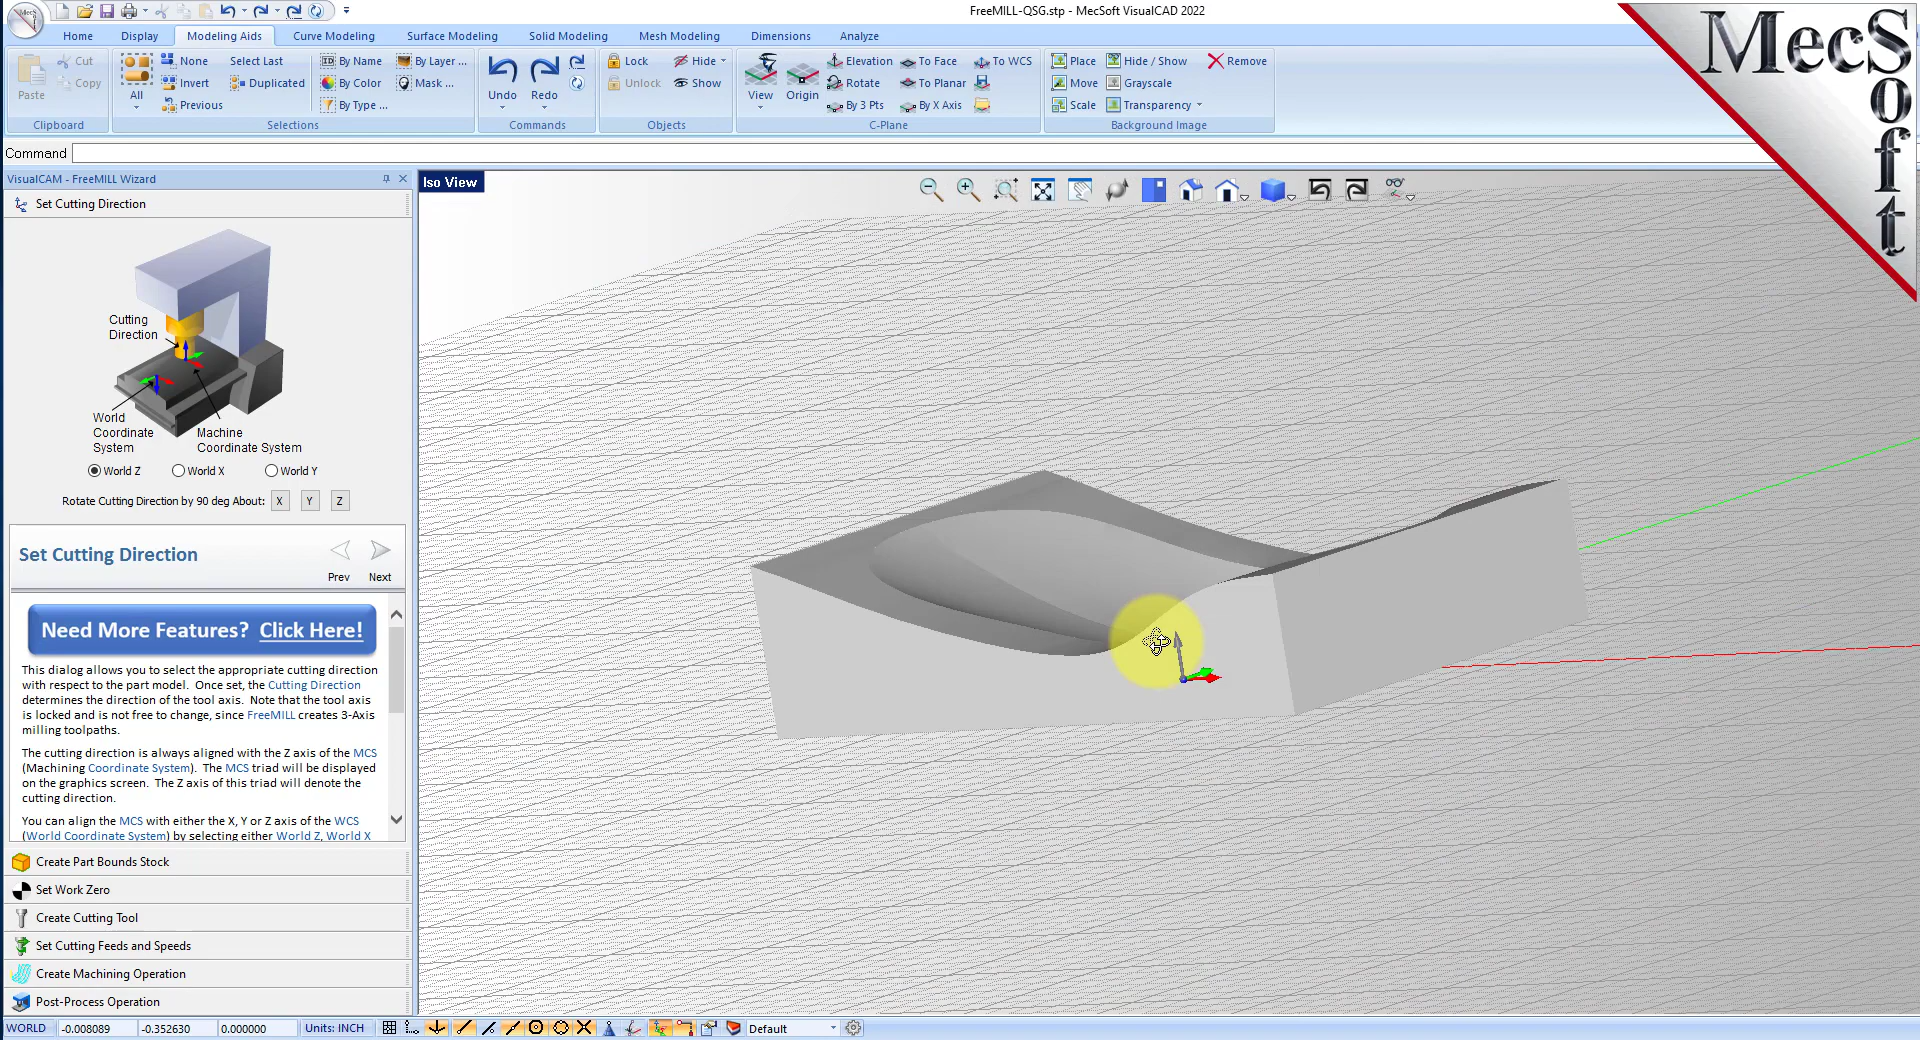 FreeMILL-QSG.stp - MecSoft VisualCAD 2022
Home Display Modeling Aids Curve Modeling Surface Modeling Solid Modeling Mesh Modeling Dimensions Analyze
Paste
Cut
Copy
Clipboard
All
None
Invert
Previous
Select Last
Duplicated
By Name
By Color
By Type ...
By Layer ...
Mask ...
Selections
Undo
Redo
Commands
Lock
Unlock
Hide
Show
Objects
View
Origin
Elevation
Rotate
By 3 Pts
To Face
To Planar
By X Axis
To WCS
C-Plane
Place
Move
Scale
Hide / Show
Grayscale
Transparency
Remove
Background Image
MecSoft
Command
VisualCAM - FreeMILL Wizard
Set Cutting Direction
Cutting
Direction
World
Coordinate
System
Machine
Coordinate System
World Z World X World Y
Rotate Cutting Direction by 90 deg About: X Y Z
Set Cutting Direction
Prev Next
Need More Features? Click Here!
This dialog allows you to select the appropriate cutting direction
with respect to the part model. Once set, the Cutting Direction
determines the direction of the tool axis. Note that the tool axis
is locked and is not free to change, since FreeMILL creates 3-Axis
milling toolpaths.
The cutting direction is always aligned with the Z axis of the MCS
(Machining Coordinate System). The MCS triad will be displayed
on the graphics screen. The Z axis of this triad will denote the
cutting direction.
You can align the MCS with either the X, Y or Z axis of the WCS
(World Coordinate System) by selecting either World Z, World X
Create Part Bounds Stock
Set Work Zero
Create Cutting Tool
Set Cutting Feeds and Speeds
Create Machining Operation
Post-Process Operation
Iso View
WORLD -0.008089 -0.352630 0.000000 Units: INCH Default